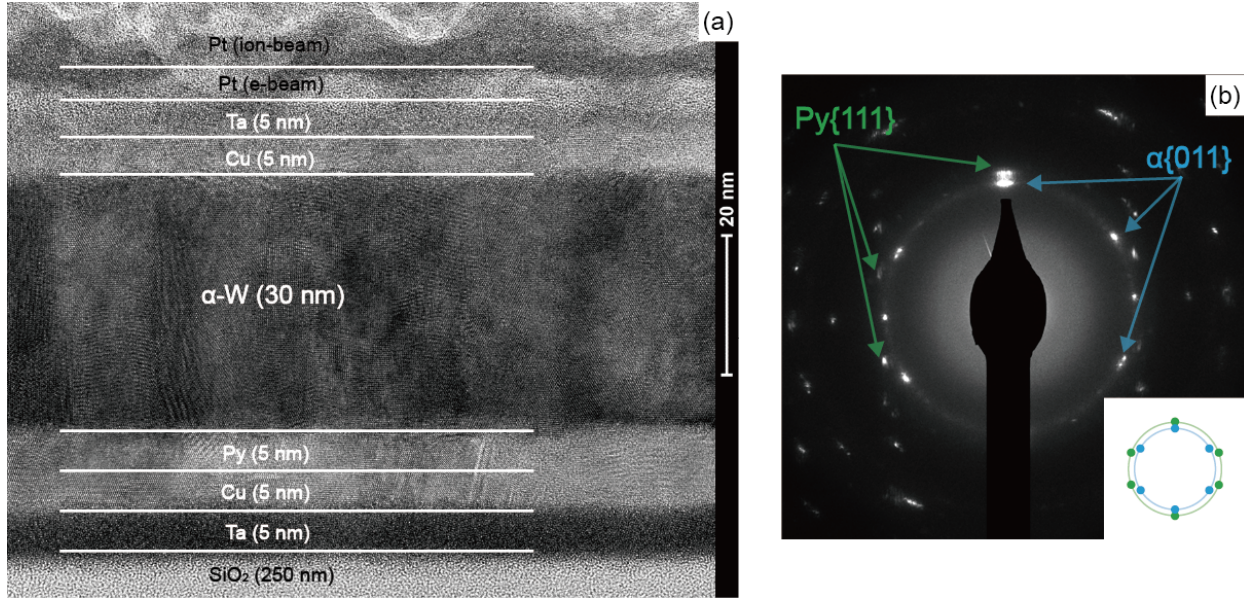 (a)
Pt (ion-beam)
Pt (e-beam)
Ta (5 nm)
Cu (5 nm)
α-W (30 nm)
20 nm
Py (5 nm)
Cu (5 nm)
Ta (5 nm)
SiO₂ (250 nm)
(b)
Py{111}
α{011}